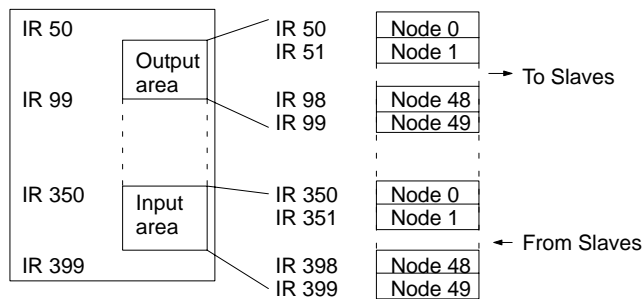 IR 50
Output
area
IR 99
IR 350
Input
area
IR 399
IR 50
IR 51
IR 98
IR 99
IR 350
IR 351
IR 398
IR 399
Node 0
Node 1
Node 48
Node 49
Node 0
Node 1
Node 48
Node 49
To Slaves
From Slaves